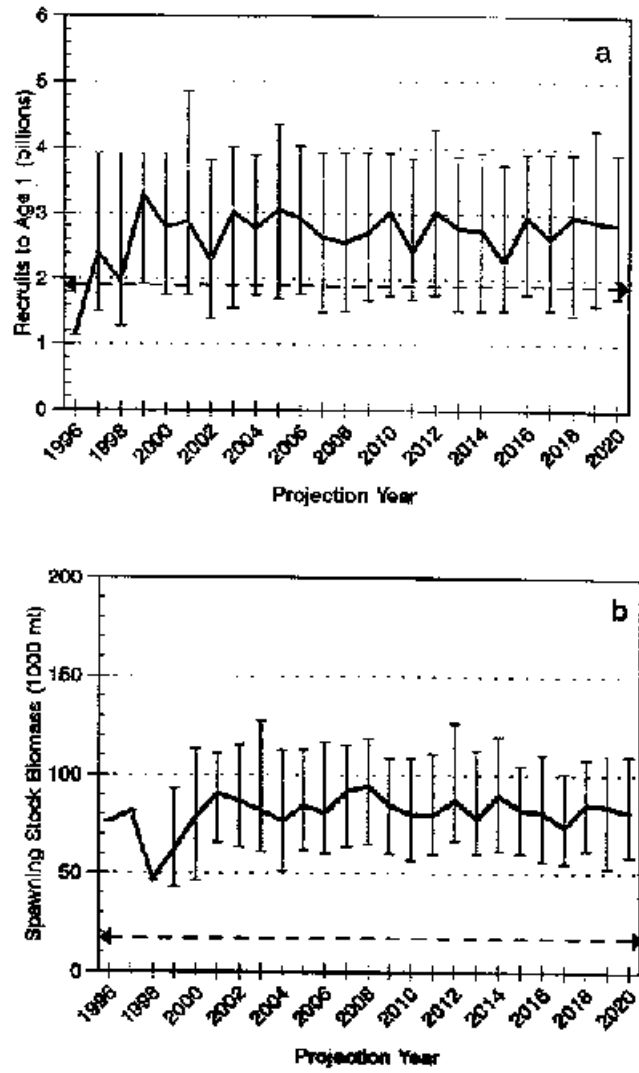 a
Recruits to Age 1 (billions)
6
5
4
3
2
1
0
1996 1998 2000 2002 2004 2006 2008 2010 2012 2014 2016 2018 2020
Projection Year
b
Spawning Stock Biomass (1000 mt)
200
150
100
50
0
1996 1998 2000 2002 2004 2006 2008 2010 2012 2014 2016 2018 2020
Projection Year